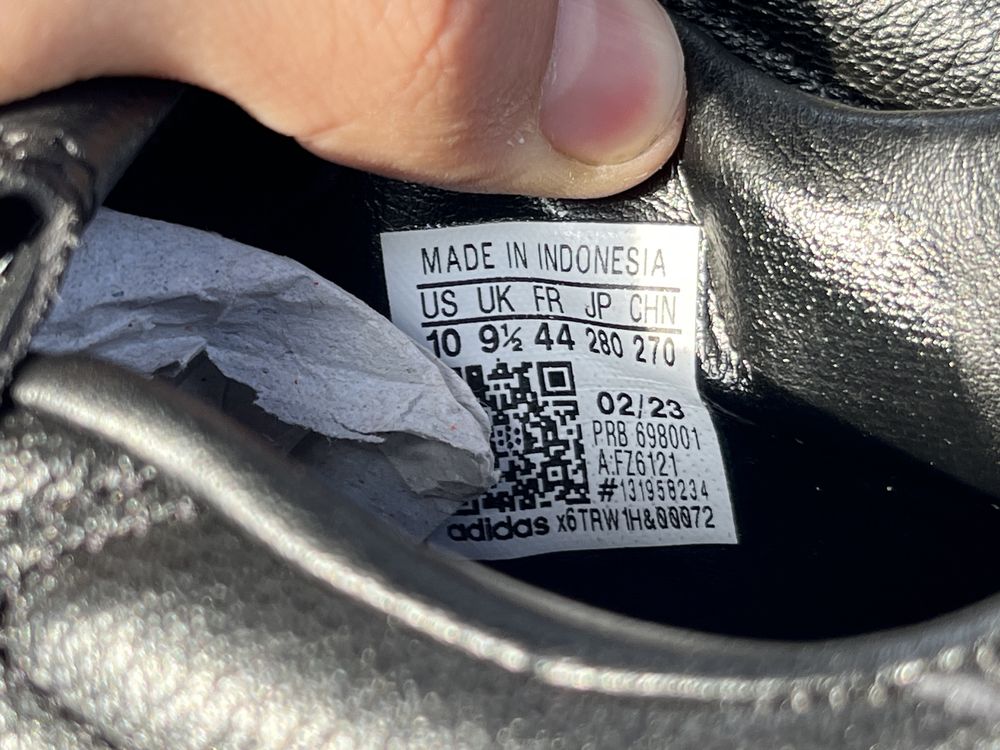 MADE IN INDONESIA
US UK FR JP CHN
10 9½ 44 280 270
02/23
PRB 698001
A:FZ6121
#131958234
adidas x6TRW1H&00072